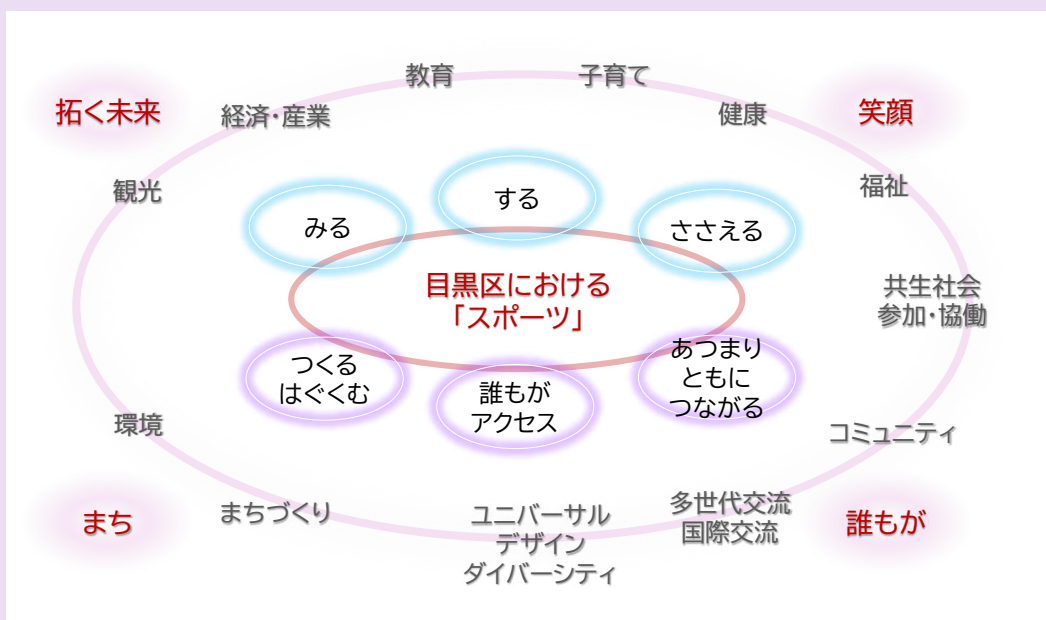 教育
子育て
拓く未来
経済・産業
健康
笑顔
観光
福祉
みる
する
ささえる
目黒区における
「スポーツ」
共生社会
参加・協働
つくる
はぐくむ
誰もが
アクセス
あつまり
ともに
つながる
環境
コミュニティ
まち
まちづくり
ユニバーサル
デザイン
ダイバーシティ
多世代交流
国際交流
誰もが